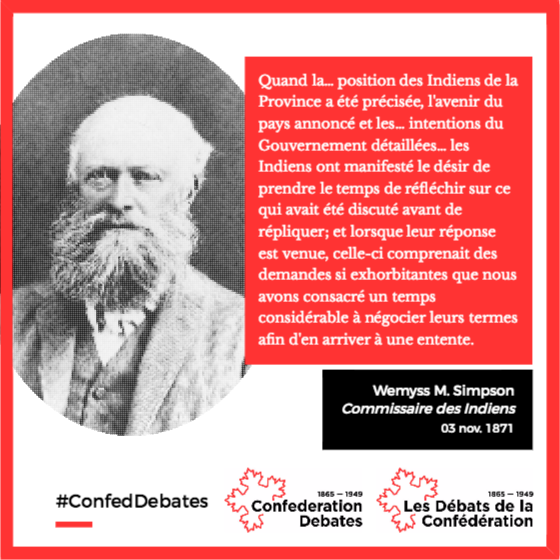 Quand la... position des Indiens de la
Province a été précisée, l'avenir du
pays annoncé et les... intentions du
Gouvernement détaillées... les
Indiens ont manifesté le désir de
prendre le temps de réfléchir sur ce
qui avait été discuté avant de
répliquer; et lorsque leur réponse
est venue, celle-ci comprenait des
demandes si exhorbitantes que nous
avons consacré un temps
considérable à négocier leurs termes
afin d'en arriver à une entente.
Wemyss M. Simpson
Commissaire des Indiens
03 nov. 1871
#ConfedDebates
1865 — 1949
Confederation
Debates
1865 — 1949
Les Débats de la
Confédération